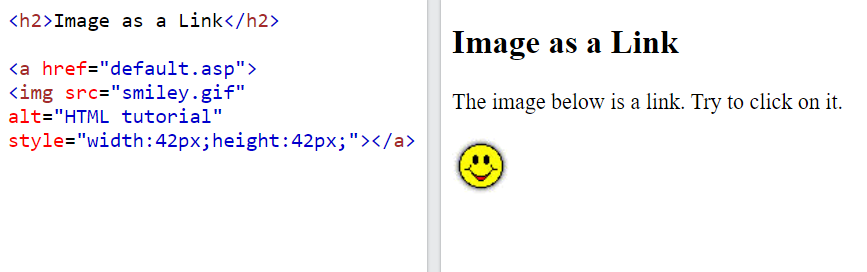 <h2>Image as a Link</h2>
<a href="default.asp">
<img src="smiley.gif"
alt="HTML tutorial"
style="width:42px;height:42px;"></a>
Image as a Link
The image below is a link. Try to click on it.